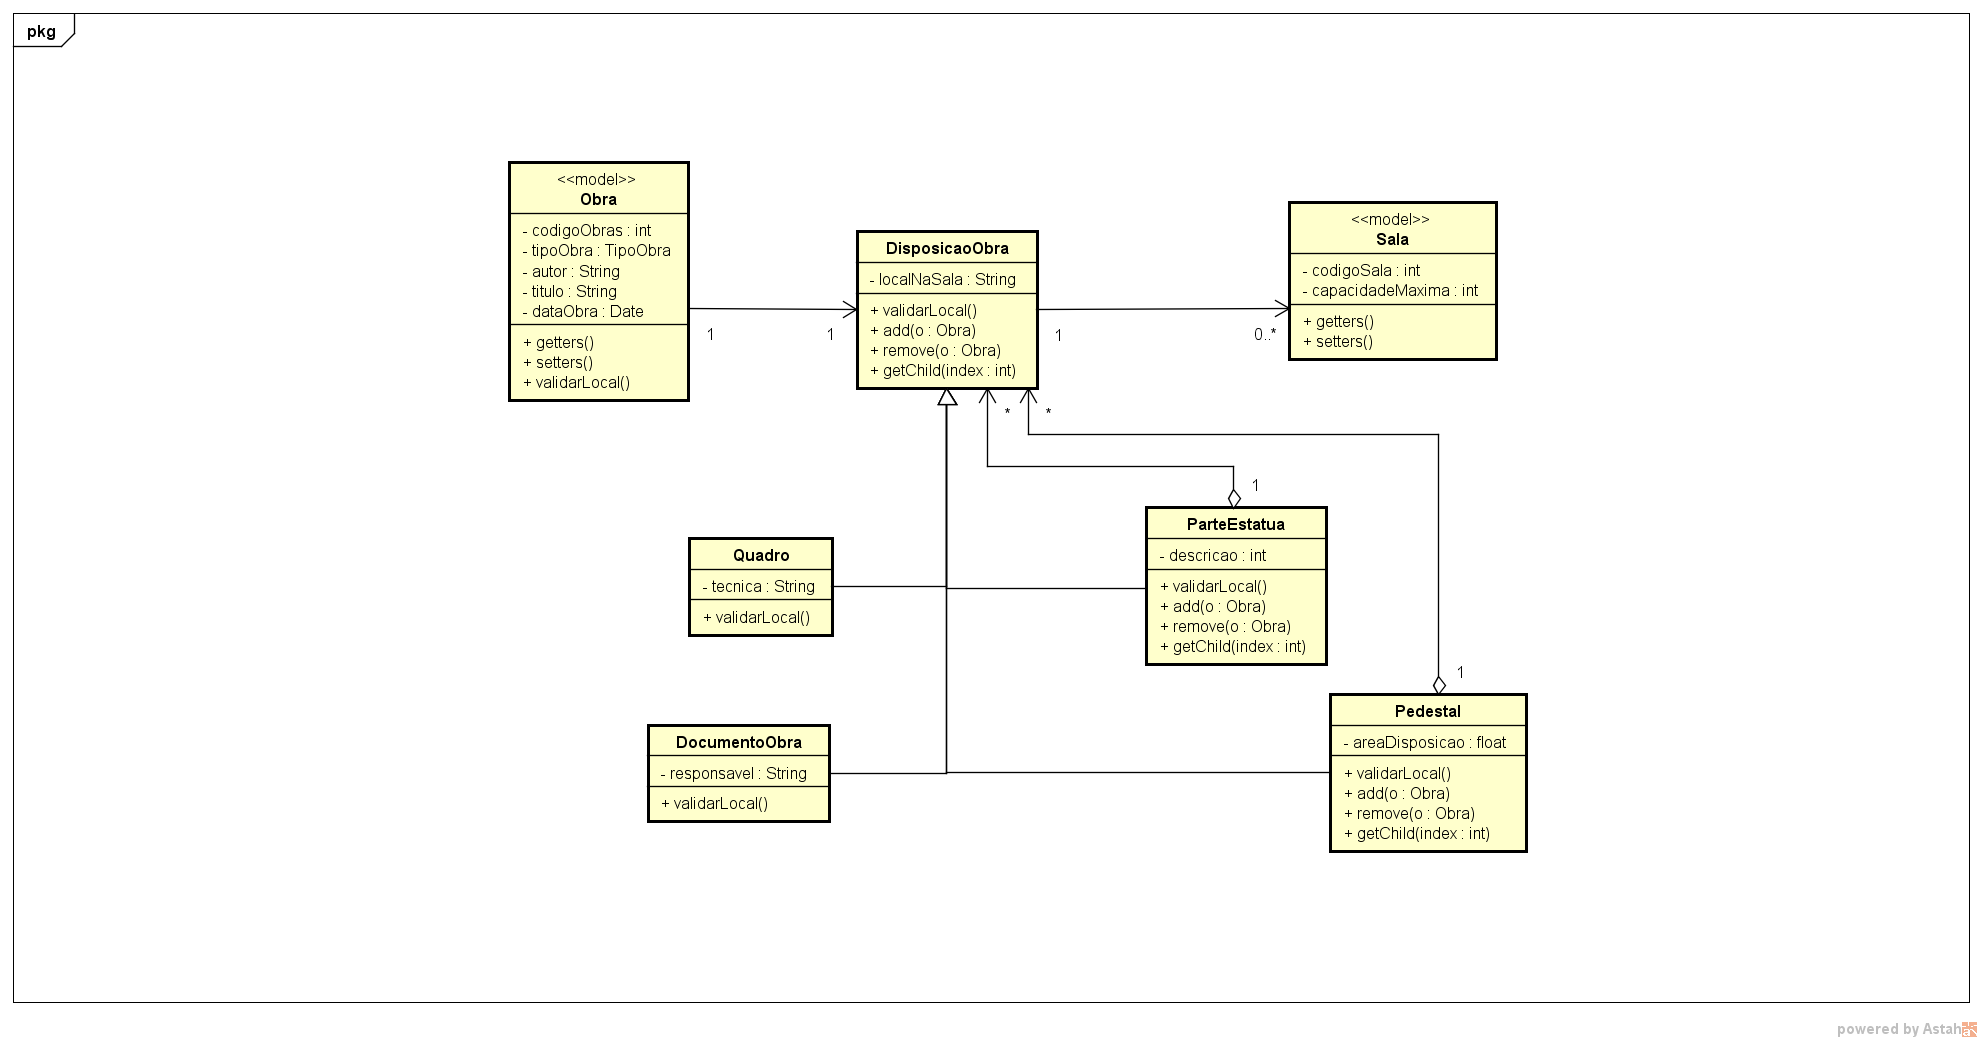 pkg
<<model>>
Obra
- codigoObras : int
- tipoObra : TipoObra
- autor : String
- titulo : String
- dataObra : Date
+ getters()
+ setters()
+ validarLocal()
1
1
DisposicaoObra
- localNaSala : String
+ validarLocal()
+ add(o : Obra)
+ remove(o : Obra)
+ getChild(index : int)
1
0..*
<<model>>
Sala
- codigoSala : int
- capacidadeMaxima : int
+ getters()
+ setters()
*
*
1
Quadro
- tecnica : String
+ validarLocal()
ParteEstatua
- descricao : int
+ validarLocal()
+ add(o : Obra)
+ remove(o : Obra)
+ getChild(index : int)
1
DocumentoObra
- responsavel : String
+ validarLocal()
Pedestal
- areaDisposicao : float
+ validarLocal()
+ add(o : Obra)
+ remove(o : Obra)
+ getChild(index : int)
powered by Astah